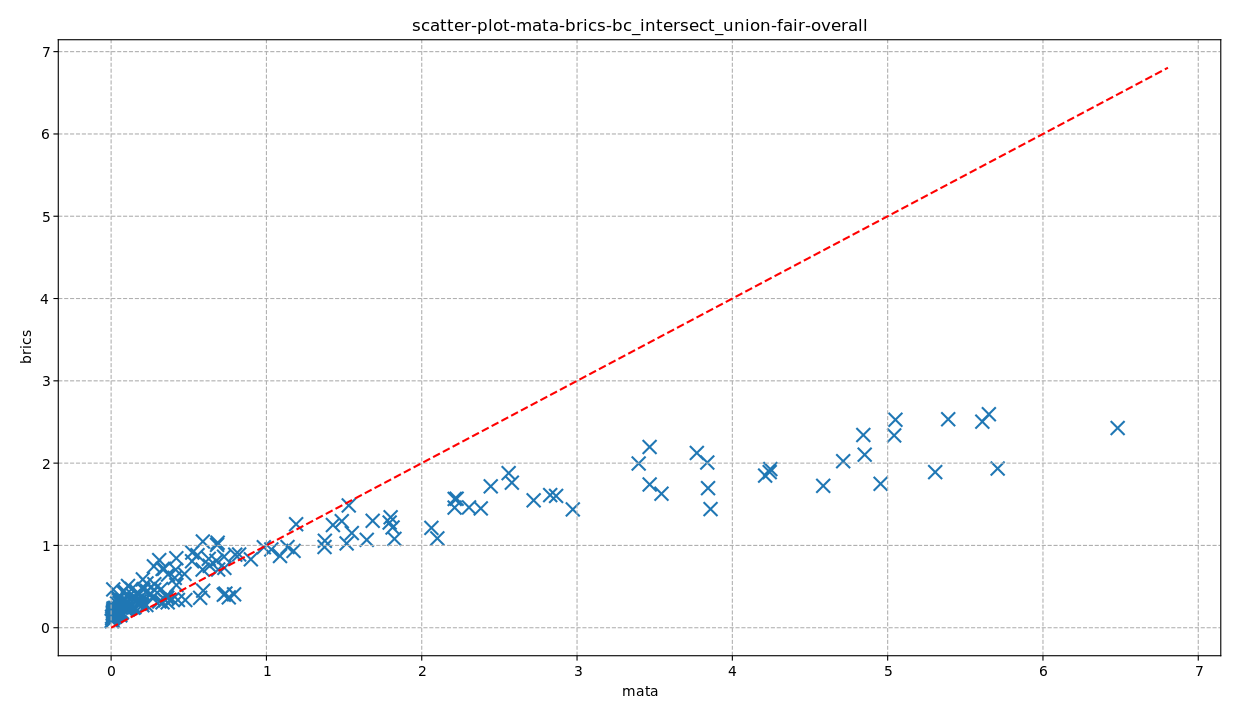 scatter-plot-mata-brics-bc_intersect_union-fair-overall
7
6
5
4
3
2
1
0
brics
0 1 2 3 4 5 6 7
mata